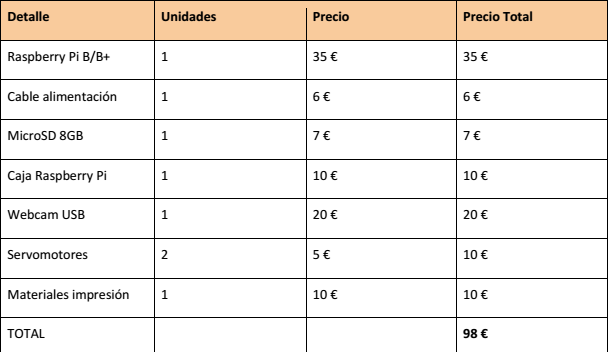 Detalle Unidades Precio Precio Total
Raspberry Pi B/B+ 1 35 € 35 €
Cable alimentación 1 6 € 6 €
MicroSD 8GB 1 7 € 7 €
Caja Raspberry Pi 1 10 € 10 €
Webcam USB 1 20 € 20 €
Servomotores 2 5 € 10 €
Materiales impresión 1 10 € 10 €
TOTAL 98 €